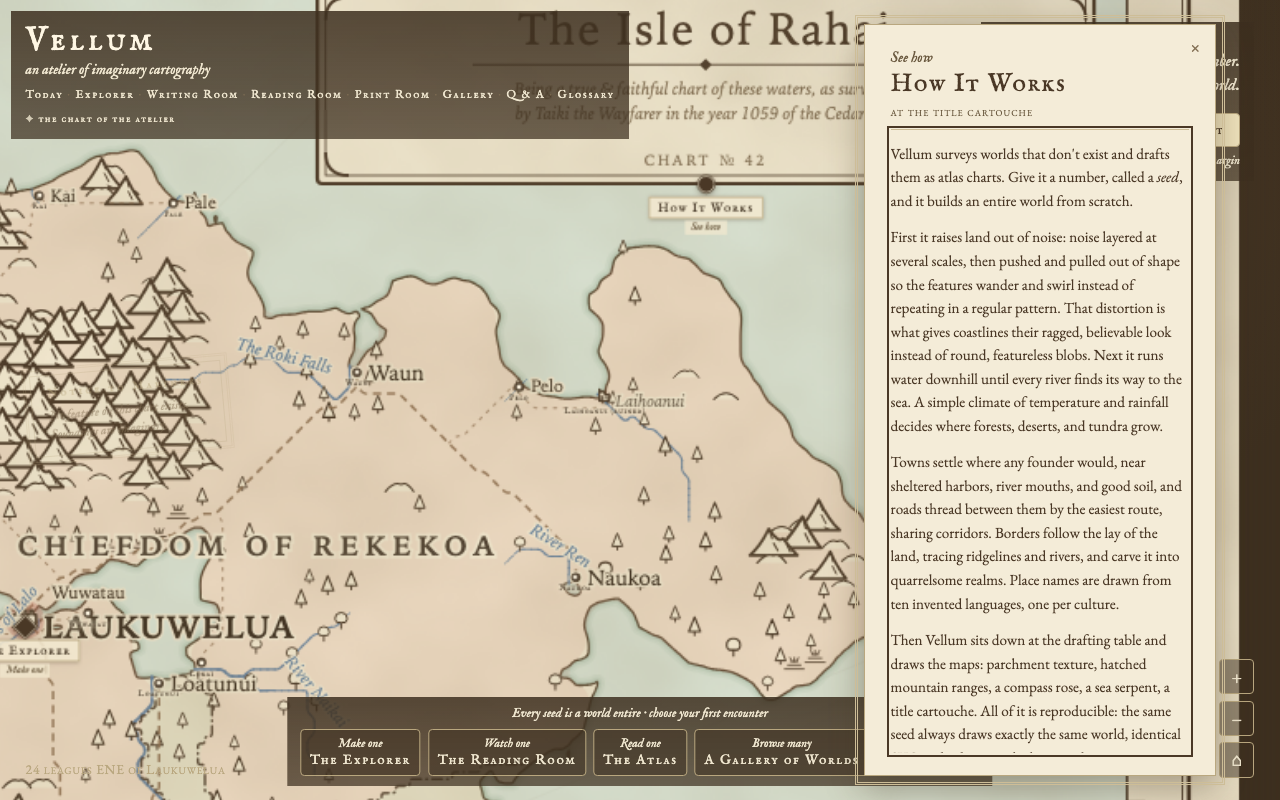 Vellum
an atelier of imaginary cartography
Today Explorer Writing Room Reading Room Print Room Gallery Q & A Glossary
✦ the chart of the atelier
The Isle of Raha
Being a true & faithful chart of these waters, as sur
by Taiki the Wayfarer in the year 1059 of the Ceda
CHART № 42
How It Works
See how
Kai
Pale
The Roki Falls
Waun
Pelo
Laihoanui
CHIEFDOM OF REKEKOA
River Ren
Naukoa
Wuwatau
LAUKUWELUA
Explorer
Make one
Loatunui
24 leagues ENE of Laukuwelua
Every seed is a world entire · choose your first encounter
Make one
The Explorer
Watch one
The Reading Room
Read one
The Atlas
Browse many
A Gallery of Worlds
×
See how
How It Works
AT THE TITLE CARTOUCHE
Vellum surveys worlds that don't exist and drafts
them as atlas charts. Give it a number, called a seed,
and it builds an entire world from scratch.
First it raises land out of noise: noise layered at
several scales, then pushed and pulled out of shape
so the features wander and swirl instead of
repeating in a regular pattern. That distortion is
what gives coastlines their ragged, believable look
instead of round, featureless blobs. Next it runs
water downhill until every river finds its way to the
sea. A simple climate of temperature and rainfall
decides where forests, deserts, and tundra grow.
Towns settle where any founder would, near
sheltered harbors, river mouths, and good soil, and
roads thread between them by the easiest route,
sharing corridors. Borders follow the lay of the
land, tracing ridgelines and rivers, and carve it into
quarrelsome realms. Place names are drawn from
ten invented languages, one per culture.
Then Vellum sits down at the drafting table and
draws the maps: parchment texture, hatched
mountain ranges, a compass rose, a sea serpent, a
title cartouche. All of it is reproducible: the same
seed always draws exactly the same world, identical
+
−
⌂